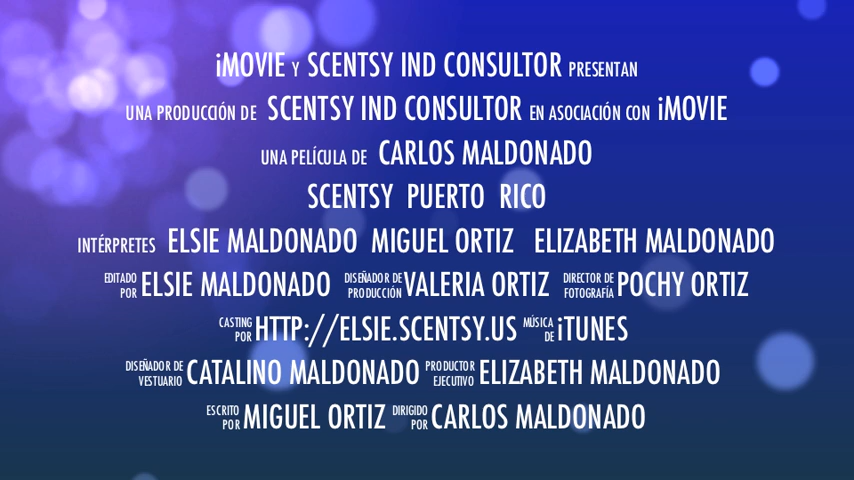 iMOVIE Y SCENTSY IND CONSULTOR PRESENTAN
UNA PRODUCCIÓN DE SCENTSY IND CONSULTOR EN ASOCIACIÓN CON iMOVIE
UNA PELÍCULA DE CARLOS MALDONADO
SCENTSY PUERTO RICO
INTÉRPRETES ELSIE MALDONADO MIGUEL ORTIZ ELIZABETH MALDONADO
EDITADO POR ELSIE MALDONADO DISEÑADOR DE PRODUCCIÓN VALERIA ORTIZ DIRECTOR DE FOTOGRAFÍA POCHY ORTIZ
CASTING POR HTTP://ELSIE.SCENTSY.US MÚSICA DE iTUNES
DISEÑADOR DE VESTUARIO CATALINO MALDONADO PRODUCTOR EJECUTIVO ELIZABETH MALDONADO
ESCRITO POR MIGUEL ORTIZ DIRIGIDO POR CARLOS MALDONADO